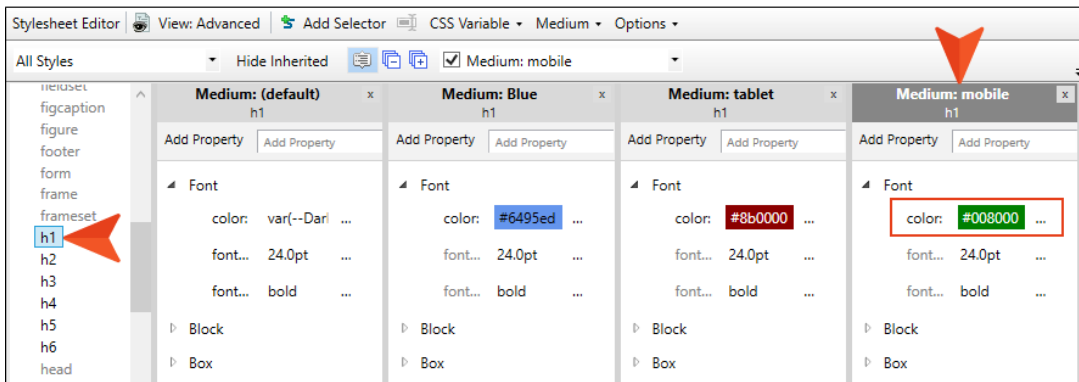 Stylesheet Editor View: Advanced Add Selector CSS Variable Medium Options
All Styles Hide Inherited Medium: mobile
fieldset
figcaption
figure
footer
form
frame
frameset
h1
h2
h3
h4
h5
h6
head
Medium: (default) x
h1
Add Property Add Property
Font
color: var(--Darl ...
font... 24.0pt ...
font... bold ...
Block
Box
Medium: Blue x
h1
Add Property Add Property
Font
color: #6495ed ...
font... 24.0pt ...
font... bold ...
Block
Box
Medium: tablet x
h1
Add Property Add Property
Font
color: #8b0000 ...
font... 24.0pt ...
font... bold ...
Block
Box
Medium: mobile x
h1
Add Property Add Property
Font
color: #008000 ...
font... 24.0pt ...
font... bold ...
Block
Box